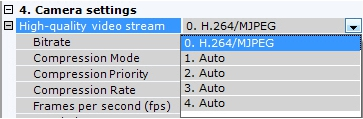 4. Camera settings
High-quality video stream 0. H.264/MJPEG
Bitrate 0. H.264/MJPEG
Compression Mode 1. Auto
Compression Priority 2. Auto
Compression Rate 3. Auto
Frames per second (fps) 4. Auto